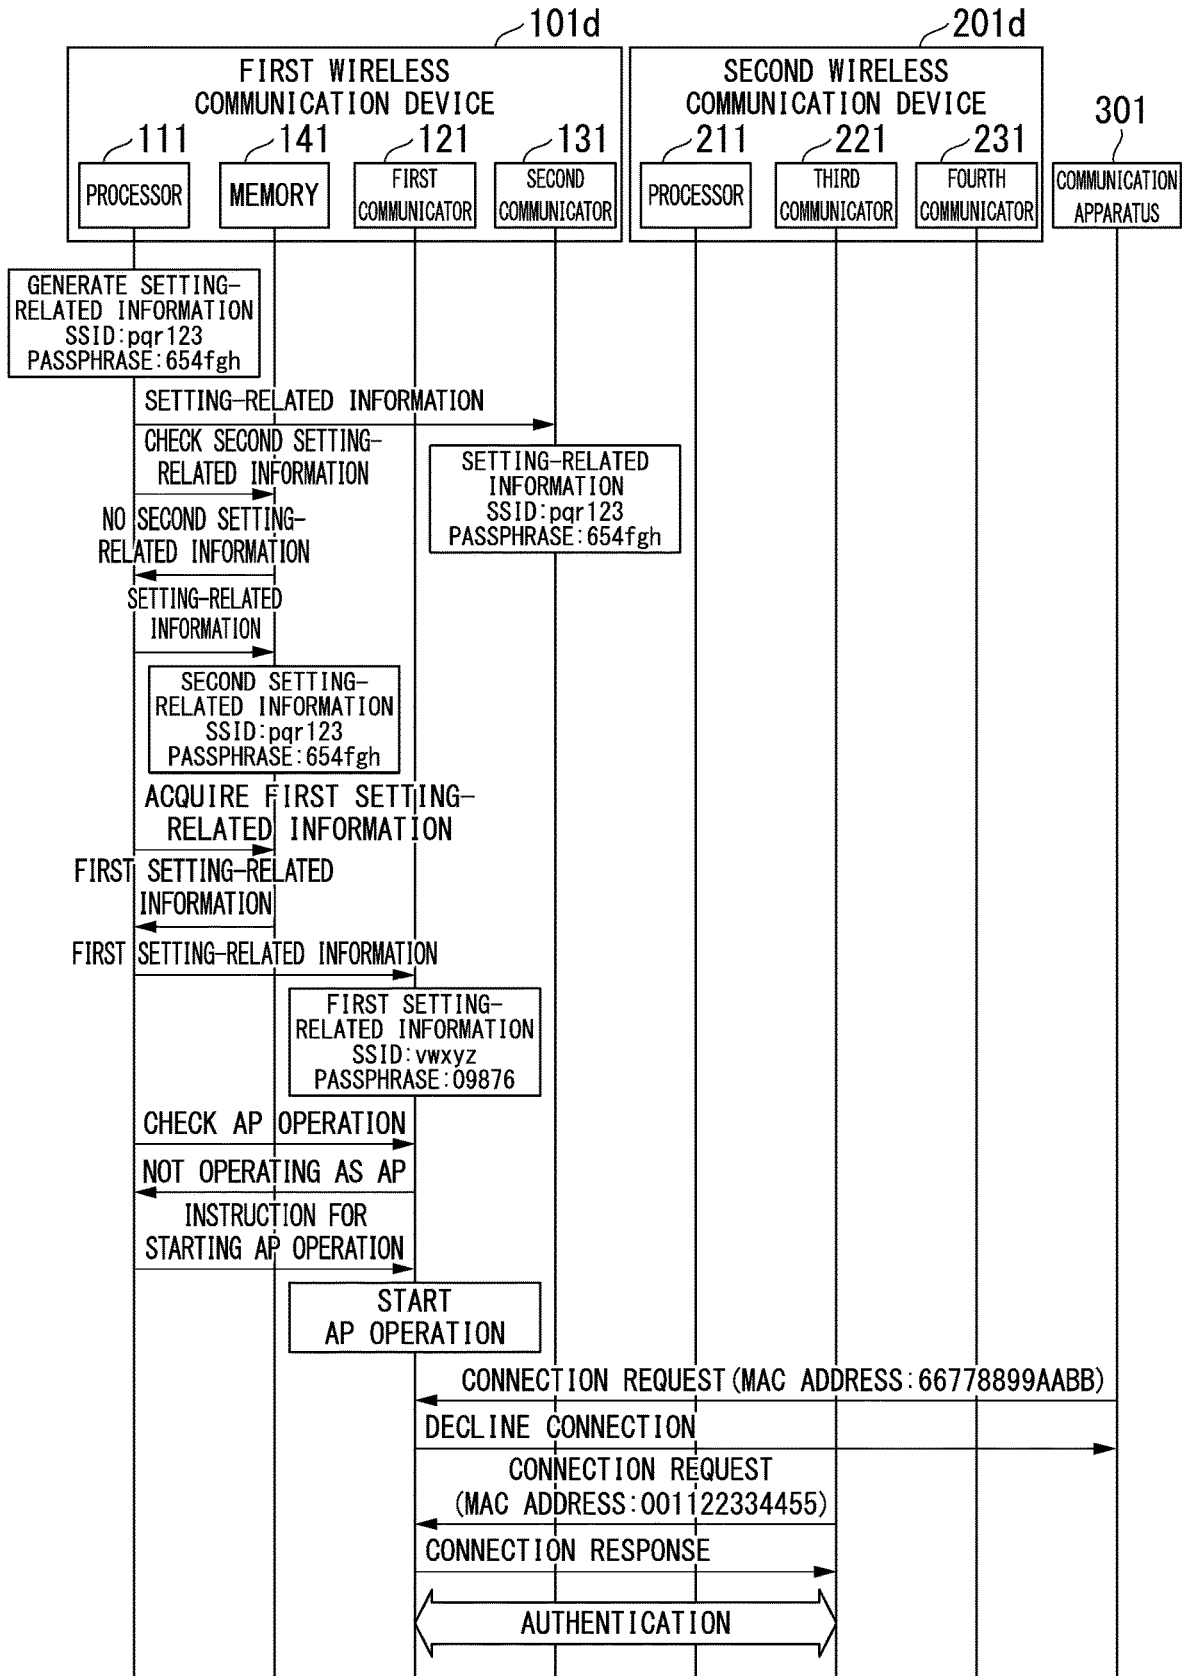 101d
201d
FIRST WIRELESS
COMMUNICATION DEVICE
SECOND WIRELESS
COMMUNICATION DEVICE
301
111
141
121
131
211
221
231
PROCESSOR
MEMORY
FIRST
COMMUNICATOR
SECOND
COMMUNICATOR
PROCESSOR
THIRD
COMMUNICATOR
FOURTH
COMMUNICATOR
COMMUNICATION
APPARATUS
GENERATE SETTING-
RELATED INFORMATION
SSID:pqr123
PASSPHRASE:654fgh
SETTING-RELATED INFORMATION
CHECK SECOND SETTING-
RELATED INFORMATION
SETTING-RELATED
INFORMATION
SSID:pqr123
PASSPHRASE:654fgh
NO SECOND SETTING-
RELATED INFORMATION
SETTING-RELATED
INFORMATION
SECOND SETTING-
RELATED INFORMATION
SSID:pqr123
PASSPHRASE:654fgh
ACQUIRE FIRST SETTING-
RELATED INFORMATION
FIRST SETTING-RELATED
INFORMATION
FIRST SETTING-RELATED INFORMATION
FIRST SETTING-
RELATED INFORMATION
SSID:vwxyz
PASSPHRASE:09876
CHECK AP OPERATION
NOT OPERATING AS AP
INSTRUCTION FOR
STARTING AP OPERATION
START
AP OPERATION
CONNECTION REQUEST(MAC ADDRESS:66778899AABB)
DECLINE CONNECTION
CONNECTION REQUEST
(MAC ADDRESS:001122334455)
CONNECTION RESPONSE
AUTHENTICATION